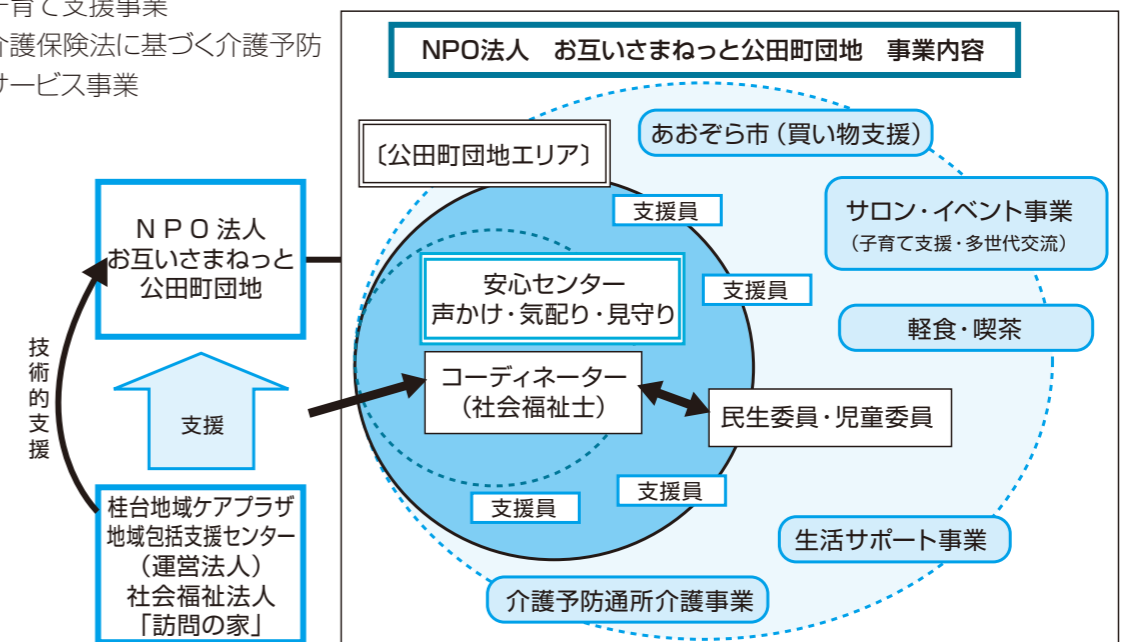 子育て支援事業
介護保険法に基づく介護予防
サービス事業
NPO法人　お互いさまねっと公田町団地　事業内容
〔公田町団地エリア〕
あおぞら市（買い物支援）
支援員
サロン・イベント事業
（子育て支援・多世代交流）
NPO法人
お互いさまねっと
公田町団地
安心センター
声かけ・気配り・見守り
支援員
軽食・喫茶
技術的支援
支援
コーディネーター
（社会福祉士）
民生委員・児童委員
支援員
支援員
桂台地域ケアプラザ
地域包括支援センター
（運営法人）
社会福祉法人
「訪問の家」
生活サポート事業
介護予防通所介護事業